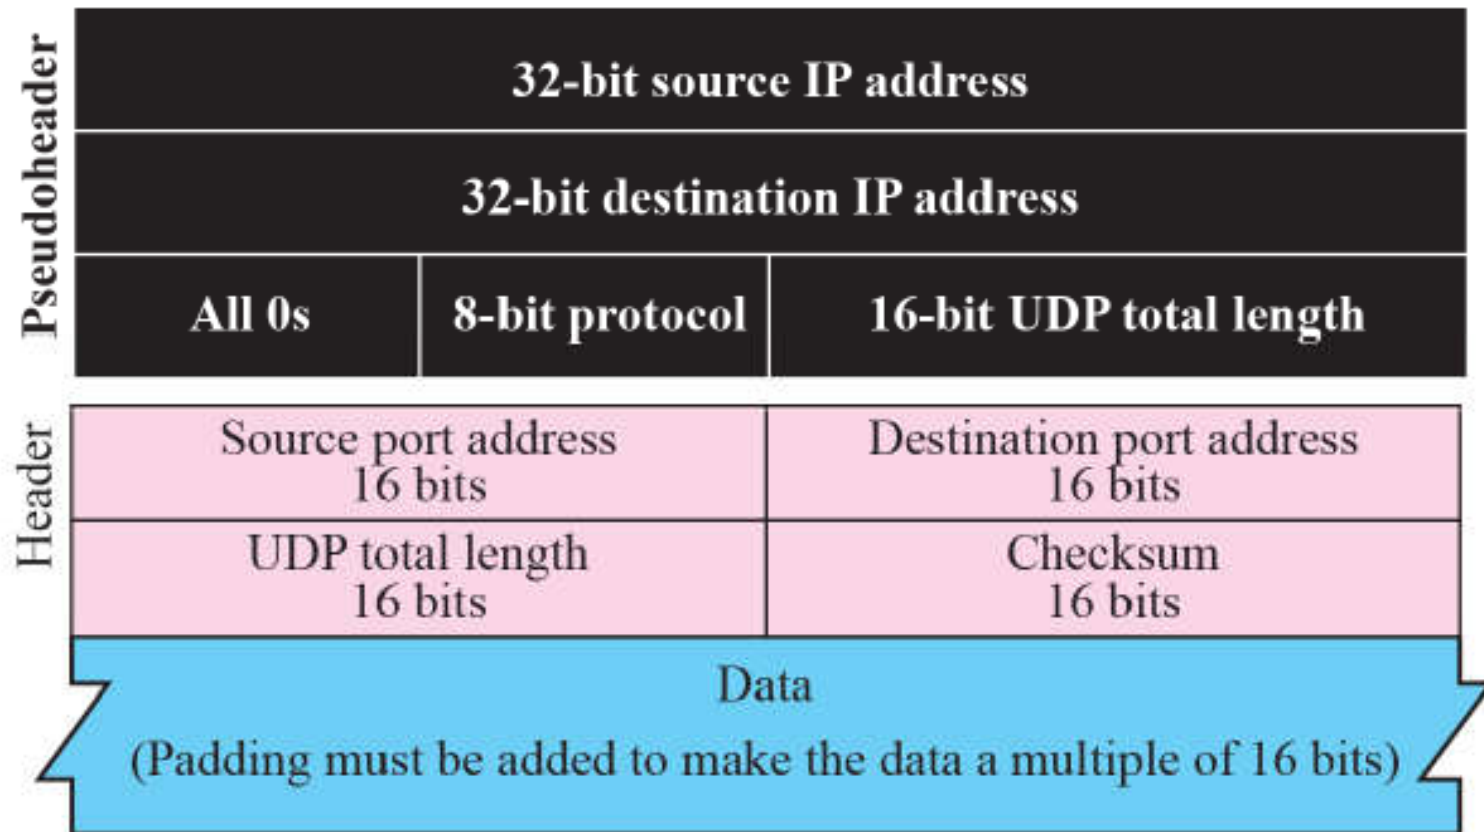 Pseudoheader
32-bit source IP address
32-bit destination IP address
All 0s
8-bit protocol
16-bit UDP total length
Header
Source port address
16 bits
Destination port address
16 bits
UDP total length
16 bits
Checksum
16 bits
Data
(Padding must be added to make the data a multiple of 16 bits)